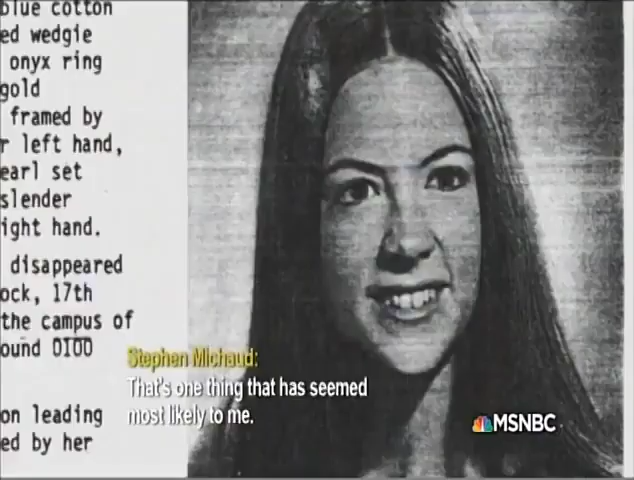 blue cotton
ed wedgie
onyx ring
gold
framed by
r left hand,
earl set
slender
ight hand.
disappeared
ock, 17th
the campus of
ound 0100
on leading
ed by her
Stephen Michaud:
That's one thing that has seemed
most likely to me.
MSNBC